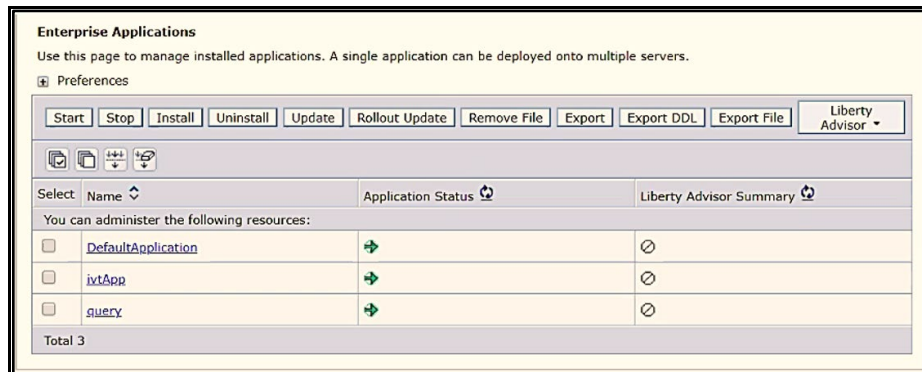 Enterprise Applications
Use this page to manage installed applications. A single application can be deployed onto multiple servers.
Preferences
Start Stop Install Uninstall Update Rollout Update Remove File Export Export DDL Export File Liberty Advisor
Select Name Application Status Liberty Advisor Summary
You can administer the following resources:
DefaultApplication
ivtApp
query
Total 3